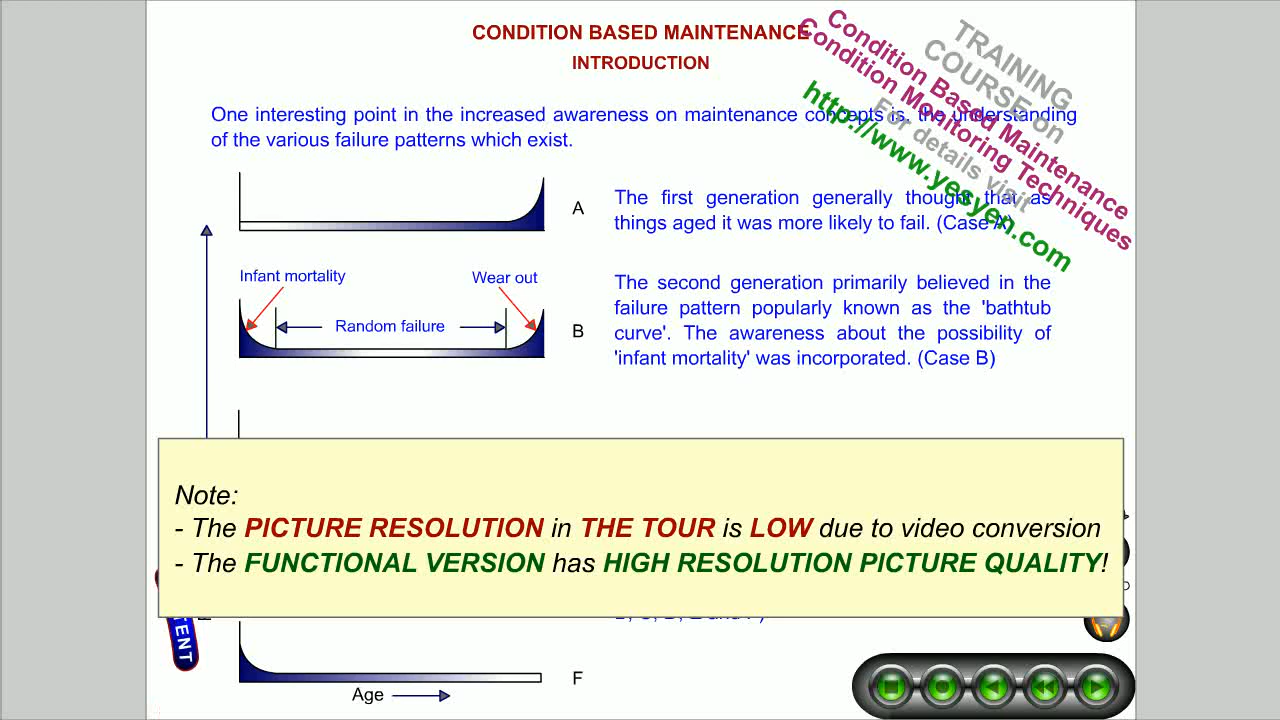 CONDITION BASED MAINTENANCE
INTRODUCTION
TRAINING
COURSE on
Condition Based Maintenance
Condition Monitoring Techniques
For details visit
http://www.yesyen.com
One interesting point in the increased awareness on maintenance concepts is, the understanding
of the various failure patterns which exist.
A
The first generation generally thought that as
things aged it was more likely to fail. (Case A)
Infant mortality
Wear out
Random failure
B
The second generation primarily believed in the
failure pattern popularly known as the 'bathtub
curve'. The awareness about the possibility of
'infant mortality' was incorporated. (Case B)
Note:
- The PICTURE RESOLUTION in THE TOUR is LOW due to video conversion
- The FUNCTIONAL VERSION has HIGH RESOLUTION PICTURE QUALITY!
TENT
F
Age